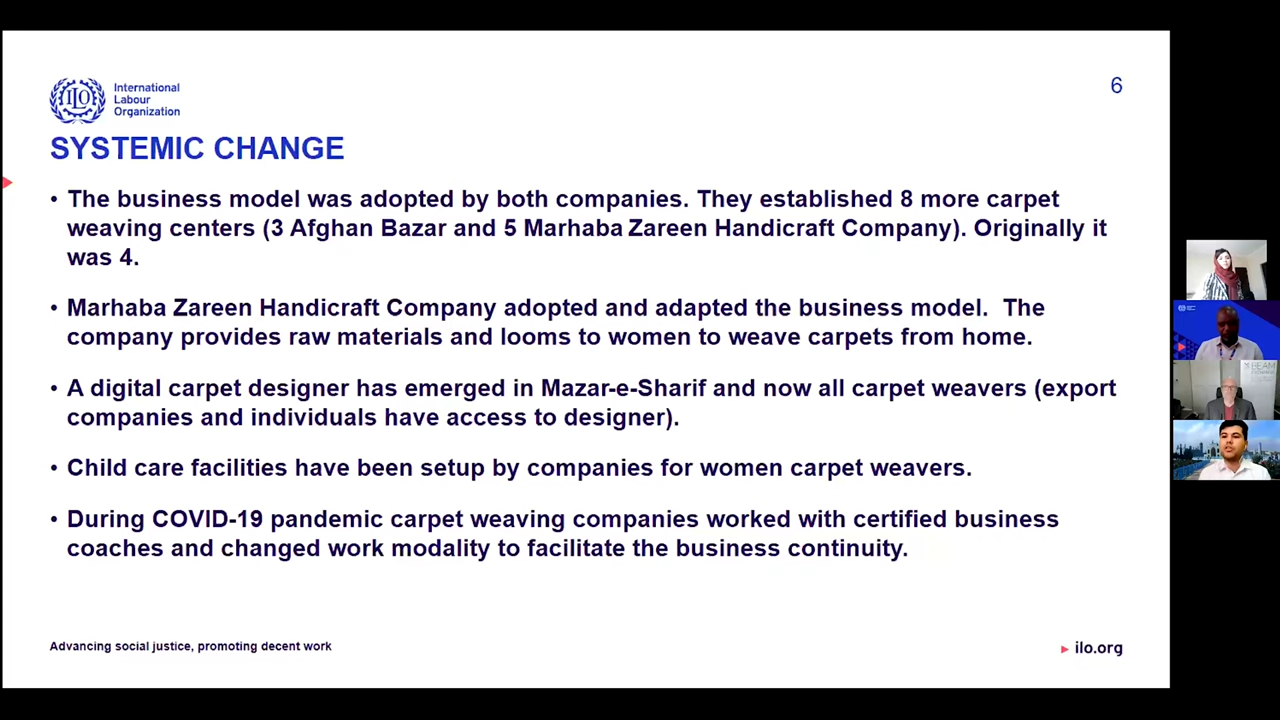 International
Labour
Organization
6
SYSTEMIC CHANGE
• The business model was adopted by both companies. They established 8 more carpet
weaving centers (3 Afghan Bazar and 5 Marhaba Zareen Handicraft Company). Originally it
was 4.
• Marhaba Zareen Handicraft Company adopted and adapted the business model. The
company provides raw materials and looms to women to weave carpets from home.
• A digital carpet designer has emerged in Mazar-e-Sharif and now all carpet weavers (export
companies and individuals have access to designer).
• Child care facilities have been setup by companies for women carpet weavers.
• During COVID-19 pandemic carpet weaving companies worked with certified business
coaches and changed work modality to facilitate the business continuity.
Advancing social justice, promoting decent work
ilo.org
BEAM